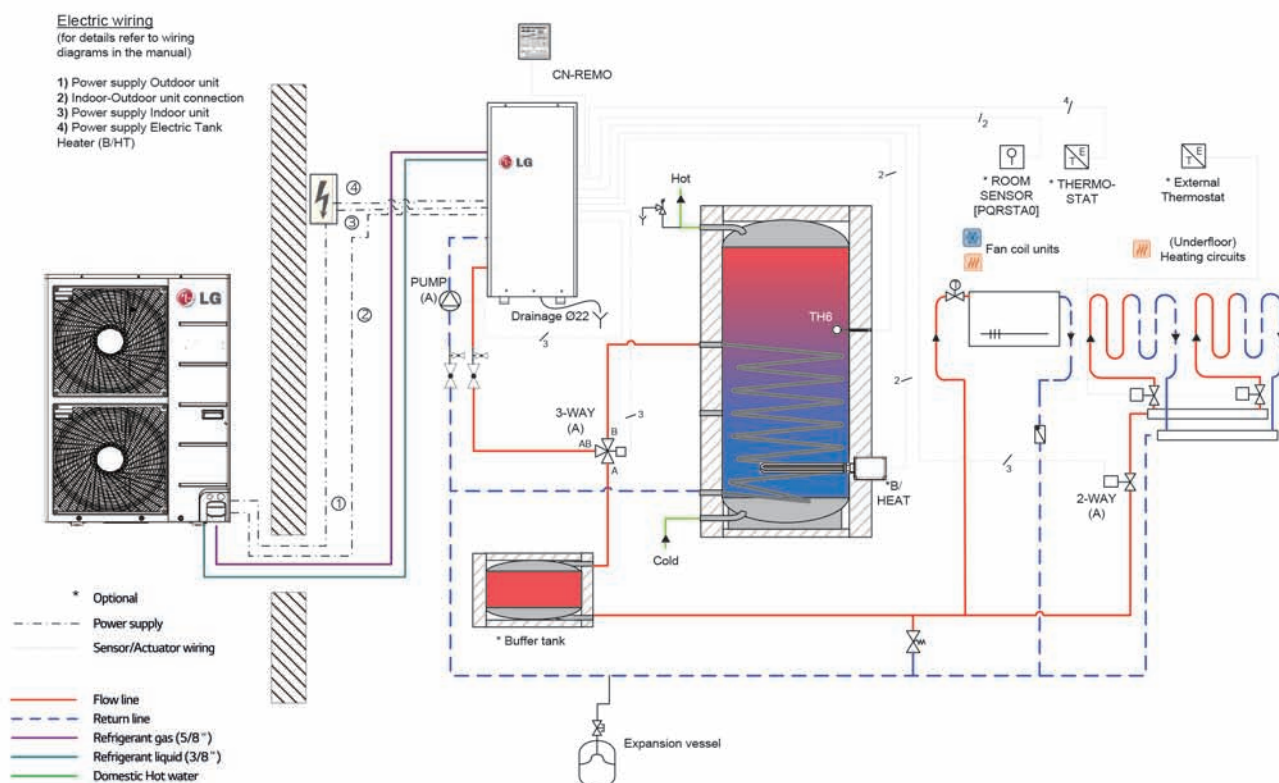 Electric wiring
(for details refer to wiring
diagrams in the manual)
1) Power supply Outdoor unit
2) Indoor-Outdoor unit connection
3) Power supply Indoor unit
4) Power supply Electric Tank
Heater (B/HT)
CN-REMO
LG
4
2
Hot
* ROOM
SENSOR
[PQRSTA0]
T E
* THERMO-
STAT
T E
* External
Thermostat
4
3
2
Fan coil units
(Underfloor)
Heating circuits
LG
2
PUMP
(A)
Drainage Ø22
3
TH6
3-WAY
(A)
B
AB
A
3
2
*B/
HEAT
3
2-WAY
(A)
1
Cold
* Buffer tank
* Optional
Power supply
Sensor/Actuator wiring
Flow line
Return line
Refrigerant gas (5/8")
Refrigerant liquid (3/8")
Domestic Hot water
Expansion vessel